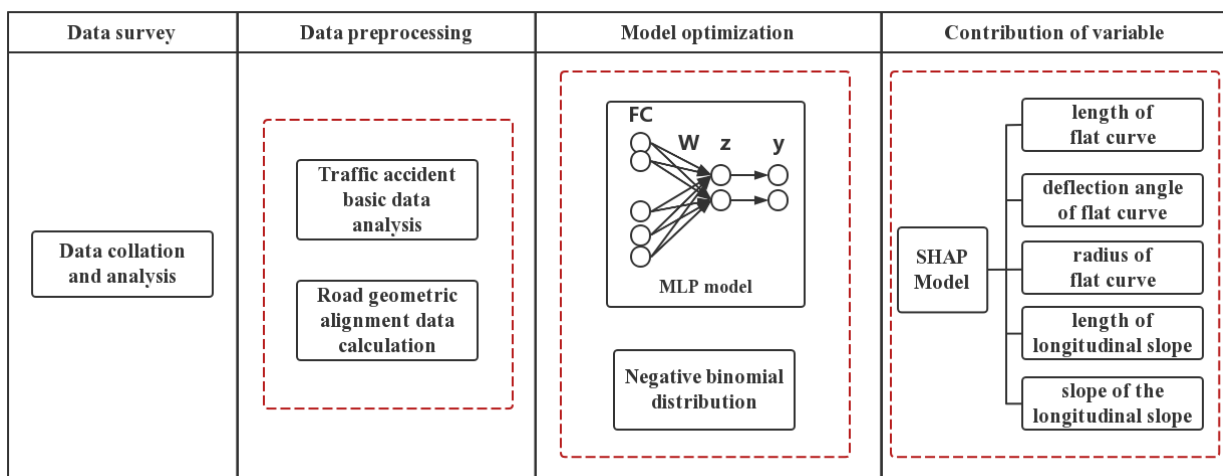 Data survey
Data preprocessing
Model optimization
Contribution of variable
Data collation
and analysis
Traffic accident
basic data
analysis
Road geometric
alignment data
calculation
FC
W
z
y
MLP model
Negative binomial
distribution
SHAP
Model
length of
flat curve
deflection angle
of flat curve
radius of
flat curve
length of
longitudinal slope
slope of the
longitudinal slope